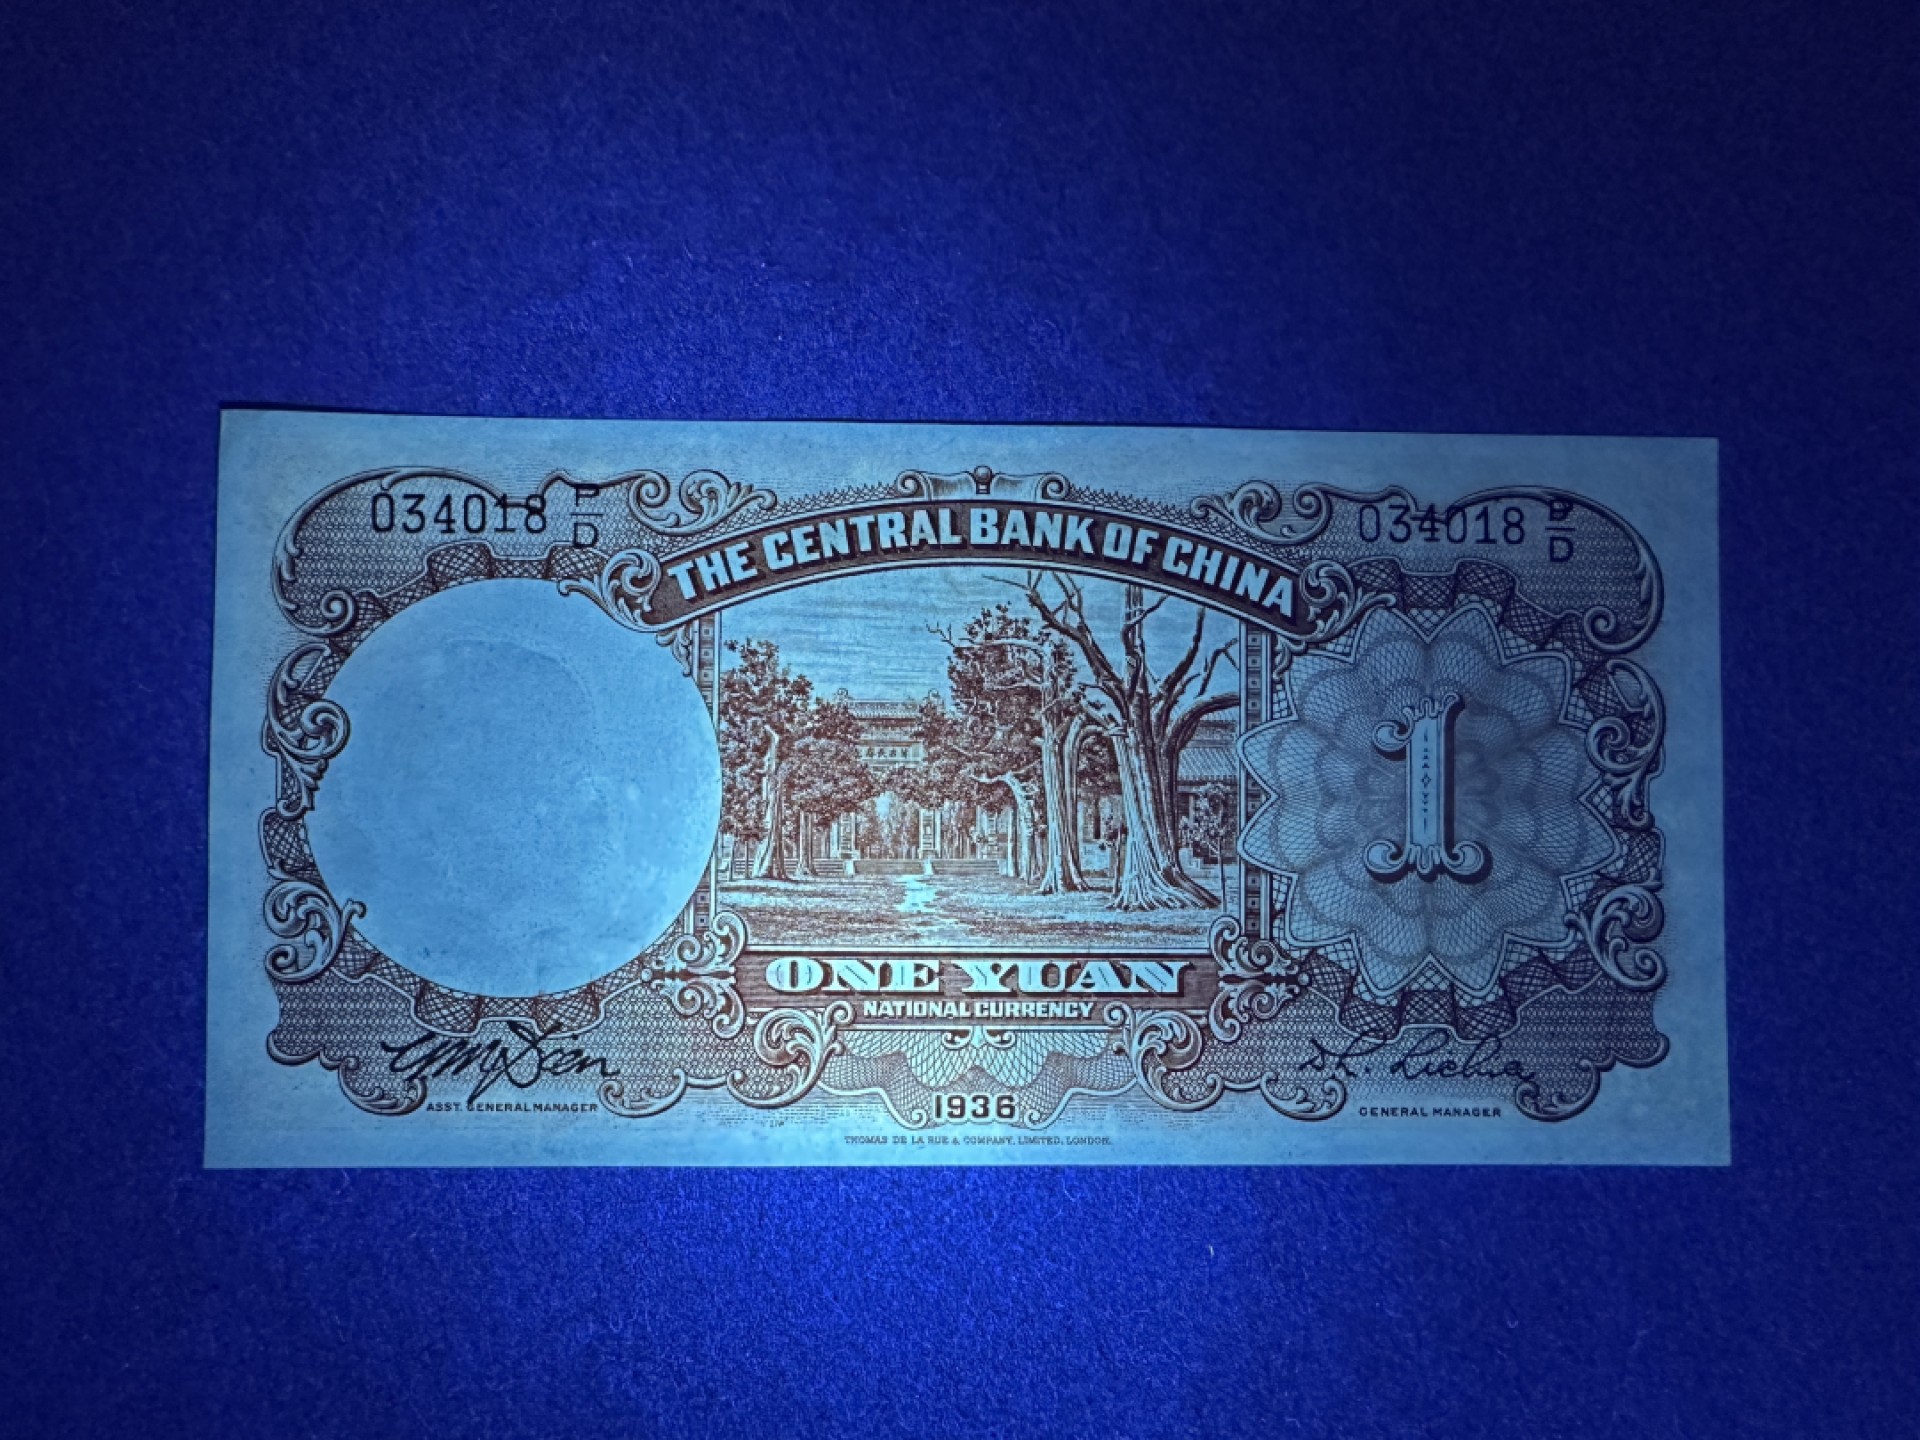 034018 P/D
034018 P/D
THE CENTRAL BANK OF CHINA
1
ONE YUAN
NATIONAL CURRENCY
ASST. GENERAL MANAGER
GENERAL MANAGER
1936
THOMAS DE LA RUE & COMPANY, LIMITED, LONDON.